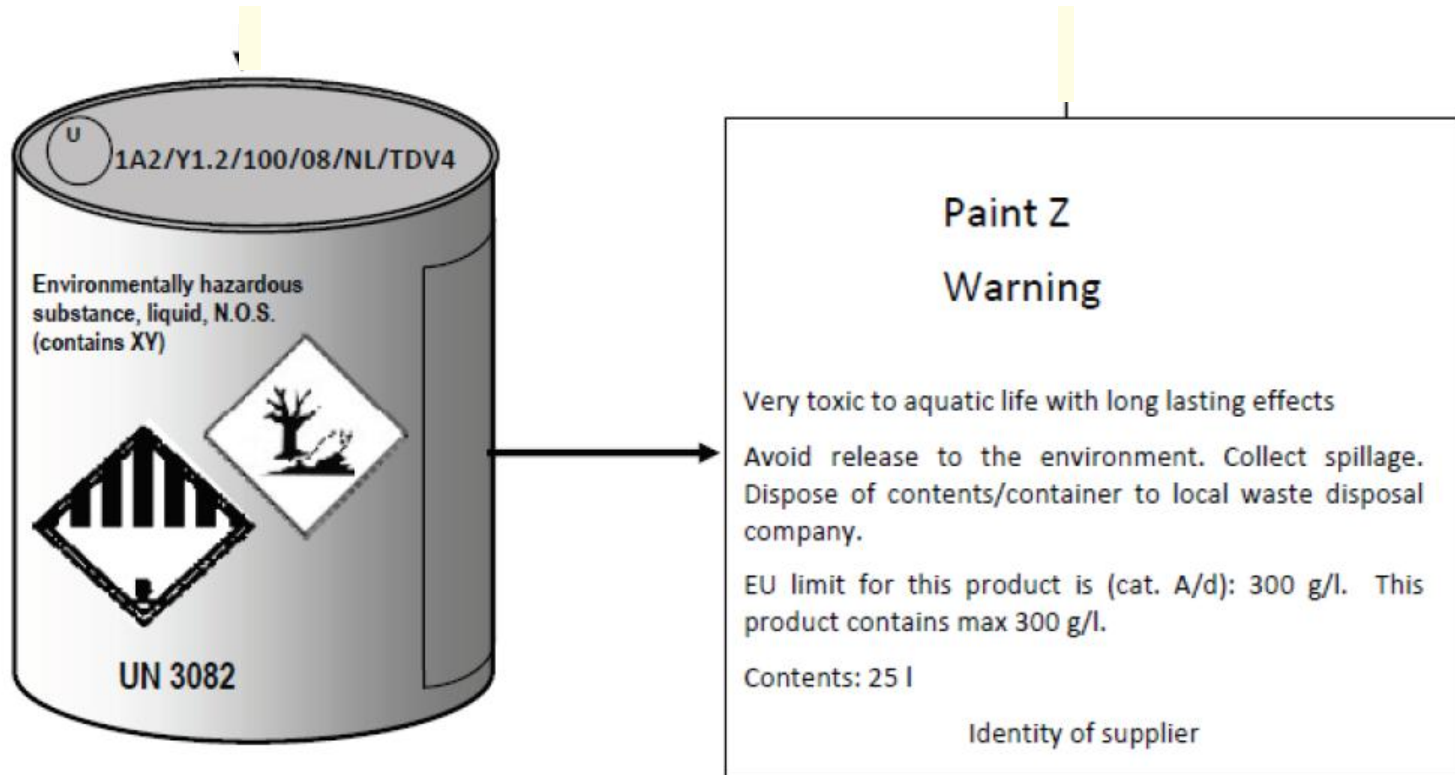 U
1A2/Y1.2/100/08/NL/TDV4
Environmentally hazardous
substance, liquid, N.O.S.
(contains XY)
UN 3082
Paint Z
Warning
Very toxic to aquatic life with long lasting effects
Avoid release to the environment. Collect spillage.
Dispose of contents/container to local waste disposal
company.
EU limit for this product is (cat. A/d): 300 g/l. This
product contains max 300 g/l.
Contents: 25 l
Identity of supplier